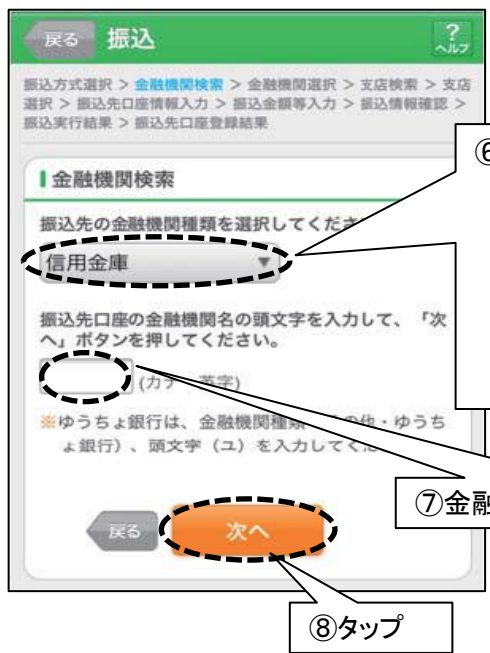 戻る 振込
?
ヘルプ
振込方式選択 > 金融機関検索 > 金融機関選択 > 支店検索 > 支店
選択 > 振込先口座情報入力 > 振込金額等入力 > 振込情報確認 >
振込実行結果 > 振込先口座登録結果
⑥
金融機関検索
振込先の金融機関種類を選択してくださ
信用金庫 ▼
振込先口座の金融機関名の頭文字を入力して、「次
へ」ボタンを押してください。
(カナ 英字)
※ゆうちょ銀行は、金融機関種類 の他・ゆうち
ょ銀行)、頭文字(ユ)を入力してく
⑦金融
戻る 次へ
⑧タップ